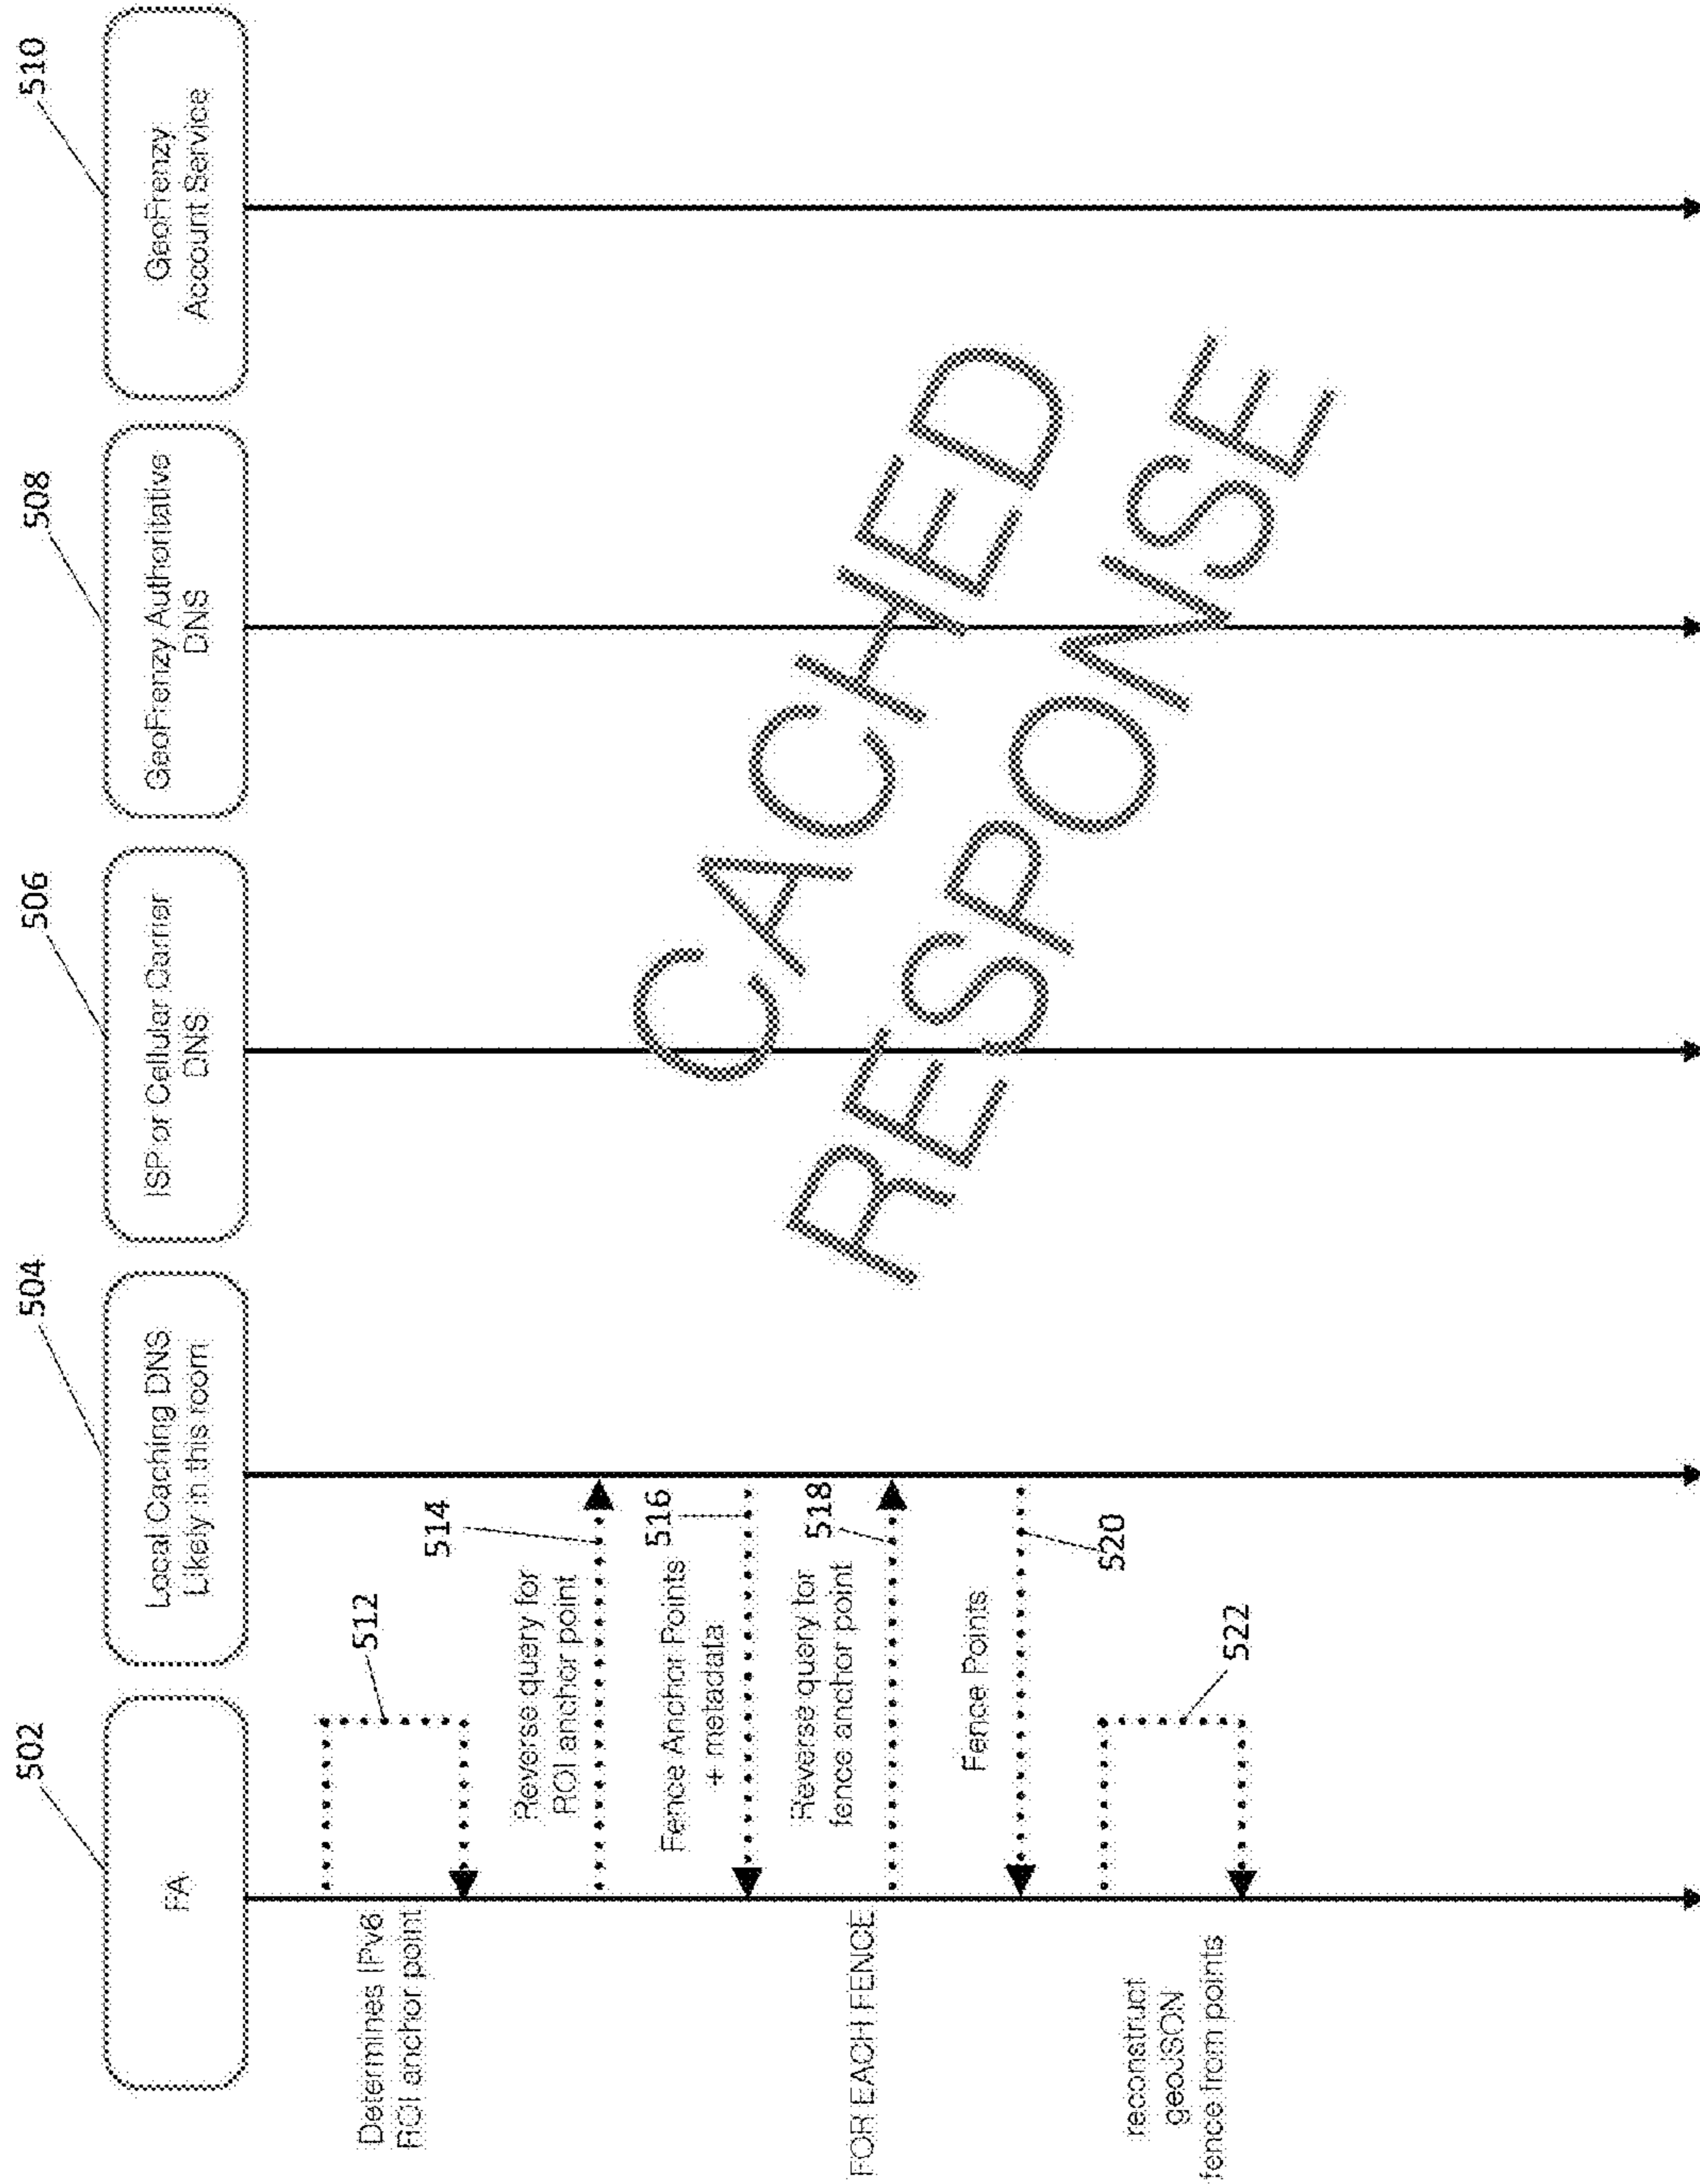 502
504
506
508
510
FA
Local Caching DNS
Likely in this room
ISP or Cellular Carrier
DNS
GeoFrenzy Authoritative
DNS
GeoFrenzy
Account Service
Determines IPv6
ROI anchor point
512
Reverse query for
ROI anchor point
514
Fence Anchor Points
+ metadata
516
FOR EACH FENCE
Reverse query for
fence anchor point
518
Fence Points
520
reconstruct
geoJSON
fence from points
522
CACHED
RESPONSE